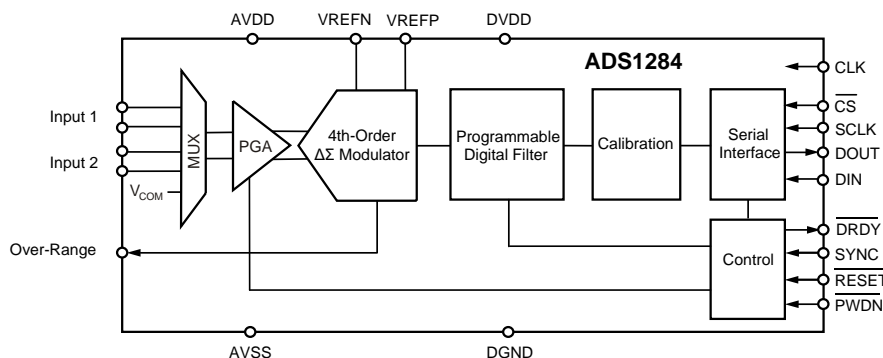 AVDD
VREFN
VREFP
DVDD
ADS1284
CLK
CS
SCLK
DOUT
DIN
Input 1
Input 2
MUX
VCOM
PGA
4th-Order
ΔΣ Modulator
Programmable
Digital Filter
Calibration
Serial
Interface
Over-Range
Control
DRDY
SYNC
RESET
PWDN
AVSS
DGND